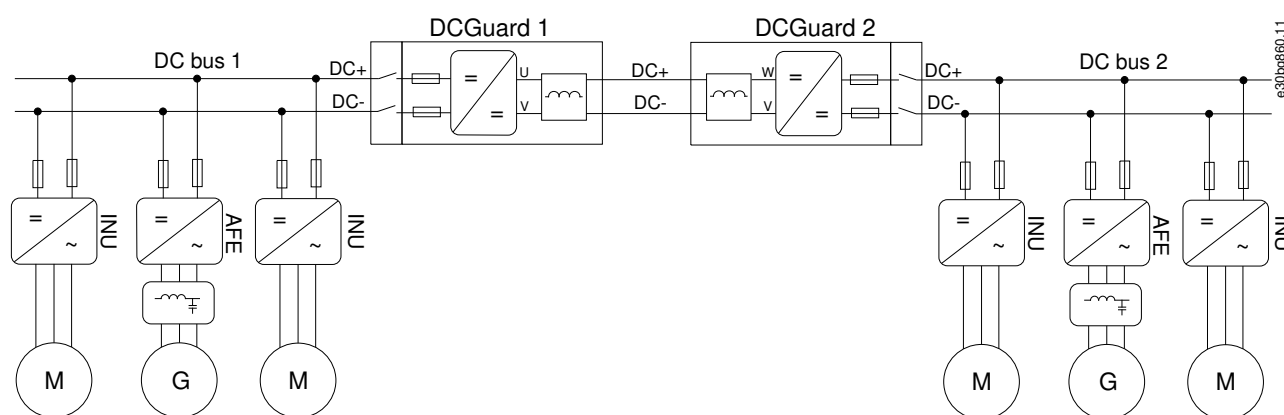 DCGuard 1
DCGuard 2
e30bg860.11
DC bus 1
DC+
U
DC+
W
DC+
DC bus 2
DC-
V
DC-
V
DC-
=
=
=
=
=
~
INU
=
~
AFE
=
~
INU
=
~
INU
=
~
AFE
=
~
INU
M
G
M
M
G
M